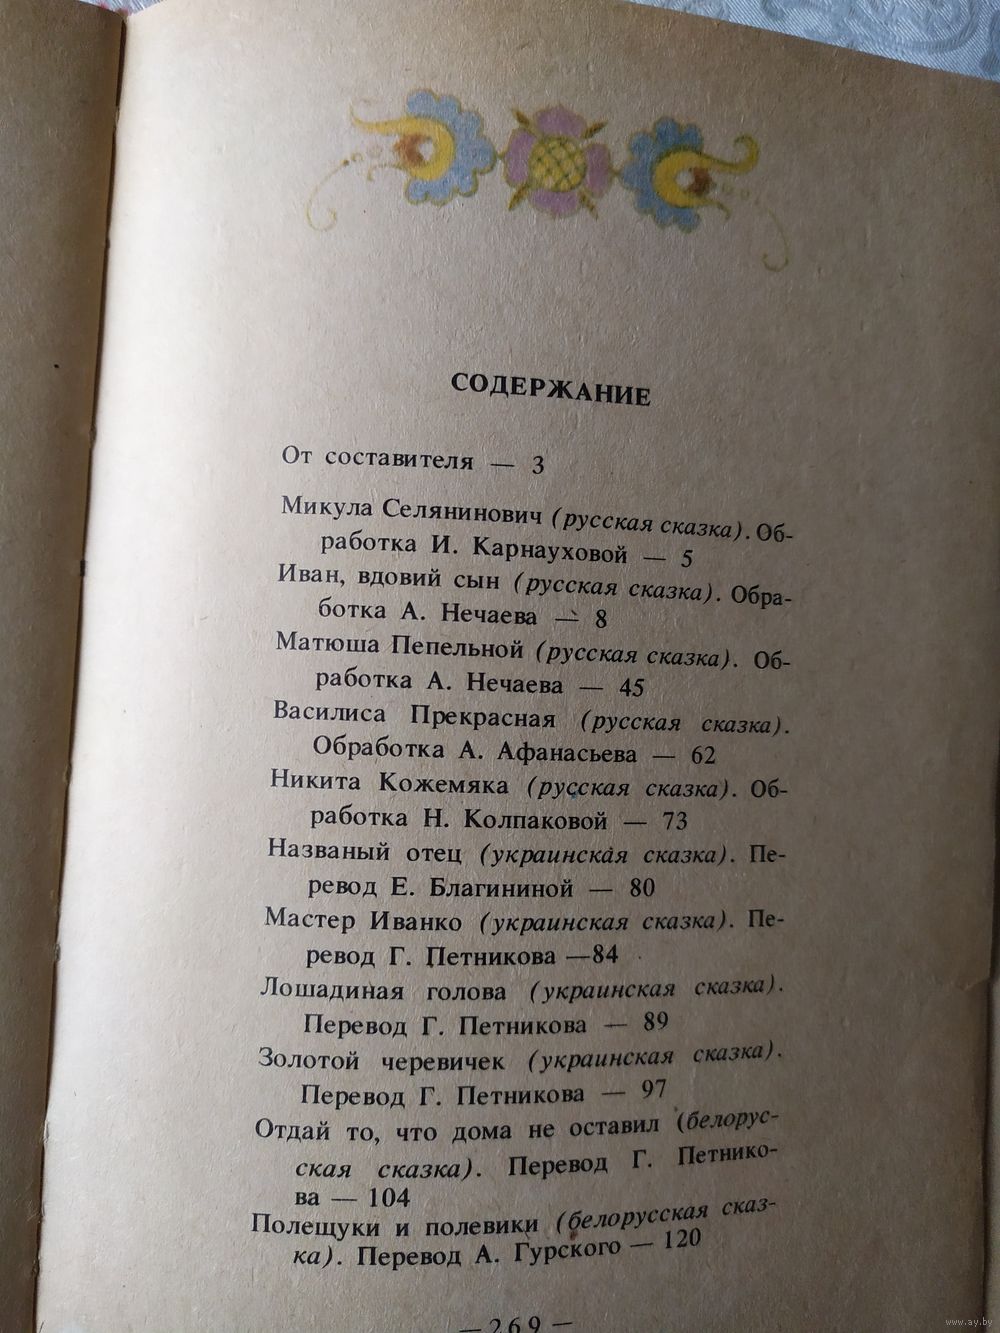 СОДЕРЖАНИЕ
От составителя — 3
Микула Селянинович (русская сказка). Об-
работка И. Карнауховой — 5
Иван, вдовий сын (русская сказка). Обра-
ботка А. Нечаева — 8
Матюша Пепельной (русская сказка). Об-
работка А. Нечаева — 45
Василиса Прекрасная (русская сказка).
Обработка А. Афанасьева — 62
Никита Кожемяка (русская сказка). Об-
работка Н. Колпаковой — 73
Названый отец (украинская сказка). Пе-
ревод Е. Благининой — 80
Мастер Иванко (украинская сказка). Пе-
ревод Г. Петникова —84
Лошадиная голова (украинская сказка).
Перевод Г. Петникова — 89
Золотой черевичек (украинская сказка).
Перевод Г. Петникова — 97
Отдай то, что дома не оставил (белорус-
ская сказка). Перевод Г. Петнико-
ва — 104
Полещуки и полевики (белорусская сказ-
ка). Перевод А. Гурского — 120
— 269 —
www.ay.by